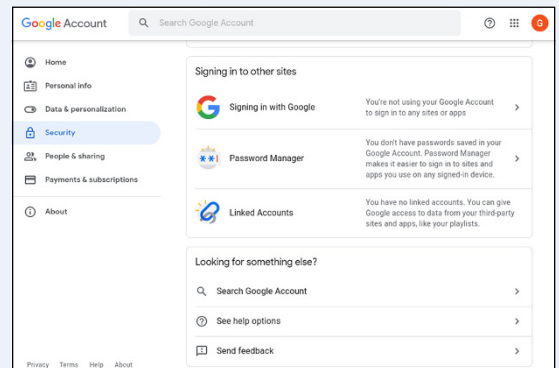 Google Account
Search Google Account
G
Home
Personal info
Data & personalization
Security
People & sharing
Payments & subscriptions
About
Privacy Terms Help About
Signing in to other sites
Signing in with Google
You're not using your Google Account
to sign in to any sites or apps
Password Manager
You don't have passwords saved in your
Google Account. Password Manager
makes it easier to sign in to sites and
apps you use on any signed-in device.
Linked Accounts
You have no linked accounts. You can give
Google access to data from your third-party
sites and apps, like your playlists.
Looking for something else?
Search Google Account
See help options
Send feedback